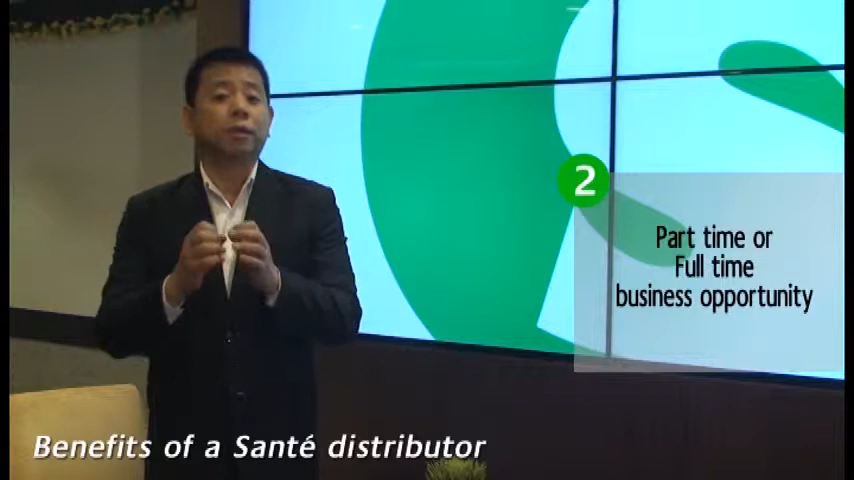 2
Part time or
Full time
business opportunity
Benefits of a Santé distributor